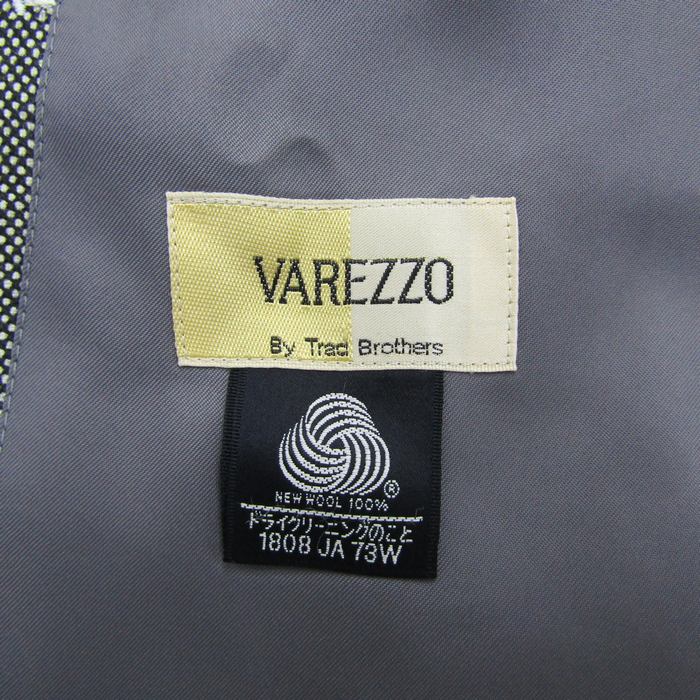 VAREZZO
By Trad Brothers
®
NEW WOOL 100%
ドライクリーニングのこと
1808 JA 73W